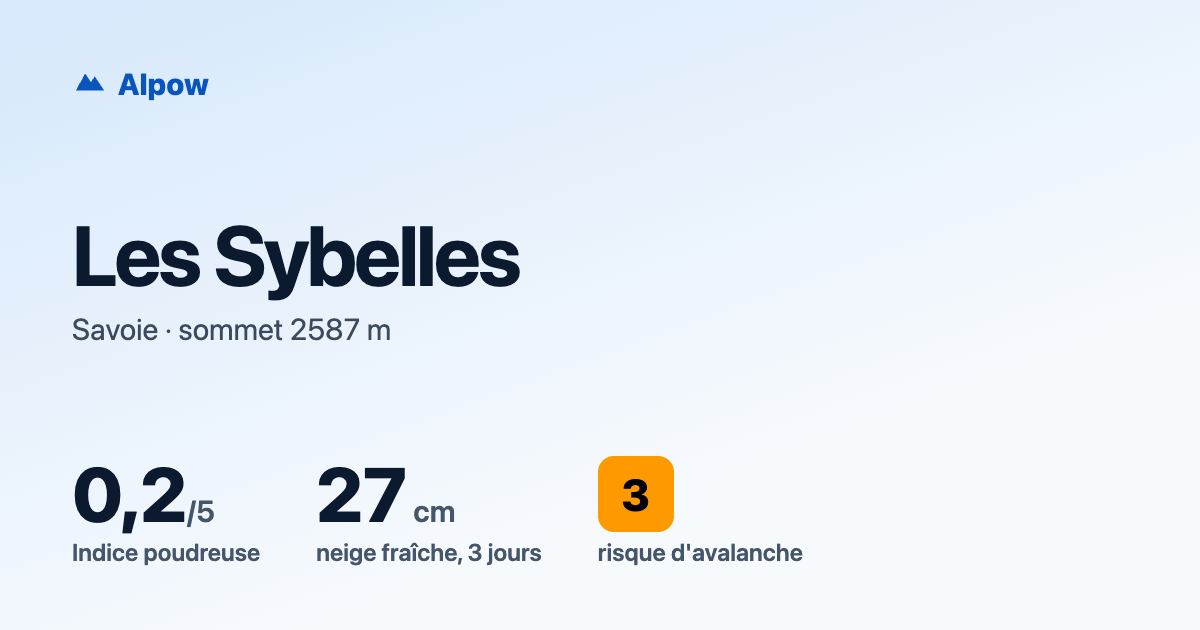 Alpow
Les Sybelles
Savoie · sommet 2587 m
0,2/5
Indice poudreuse
27 cm
neige fraîche, 3 jours
3
risque d'avalanche